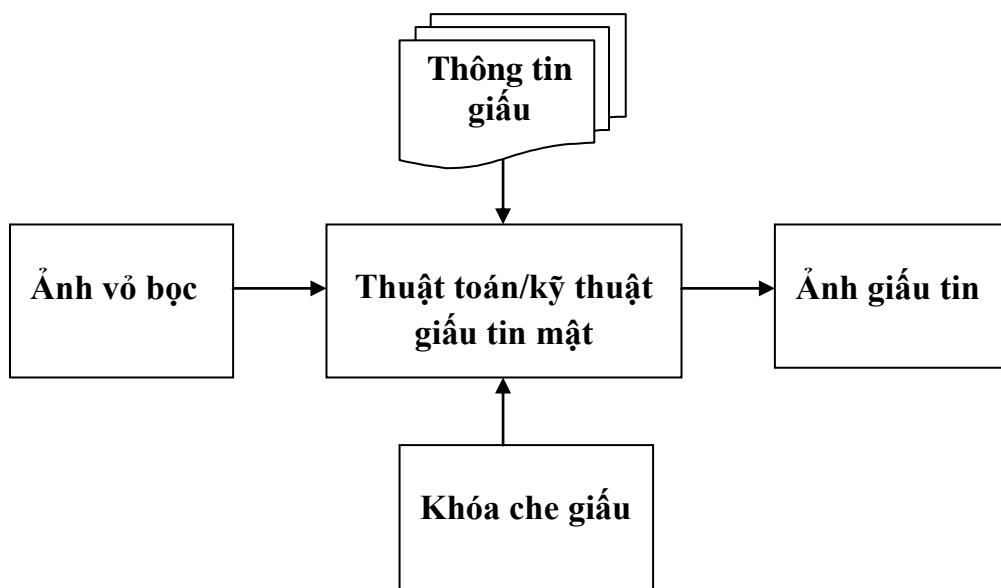 Thông tin
giấu
Ảnh vỏ bọc
Thuật toán/kỹ thuật
giấu tin mật
Ảnh giấu tin
Khóa che giấu